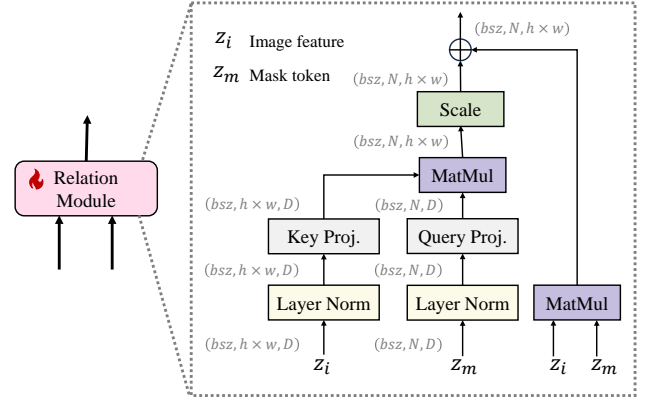 z_i Image feature
z_m Mask token
(bsz, N, h × w)
(bsz, N, h × w)
Scale
(bsz, N, h × w)
MatMul
Relation
Module
(bsz, h × w, D)
(bsz, N, D)
Key Proj.
Query Proj.
(bsz, h × w, D)
(bsz, N, D)
Layer Norm
Layer Norm
MatMul
(bsz, h × w, D)
(bsz, N, D)
z_i
z_m
z_i
z_m